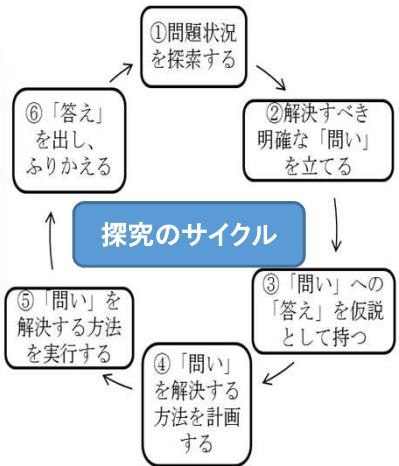 ①問題状況
を探索する
②解決すべき
明確な「問い」
を立てる
③「問い」への
「答え」を仮説
として持つ
④「問い」
を解決する
方法を計画
する
⑤「問い」を
解決する方法
を実行する
⑥「答え」
を出し、
ふりかえる
探究のサイクル